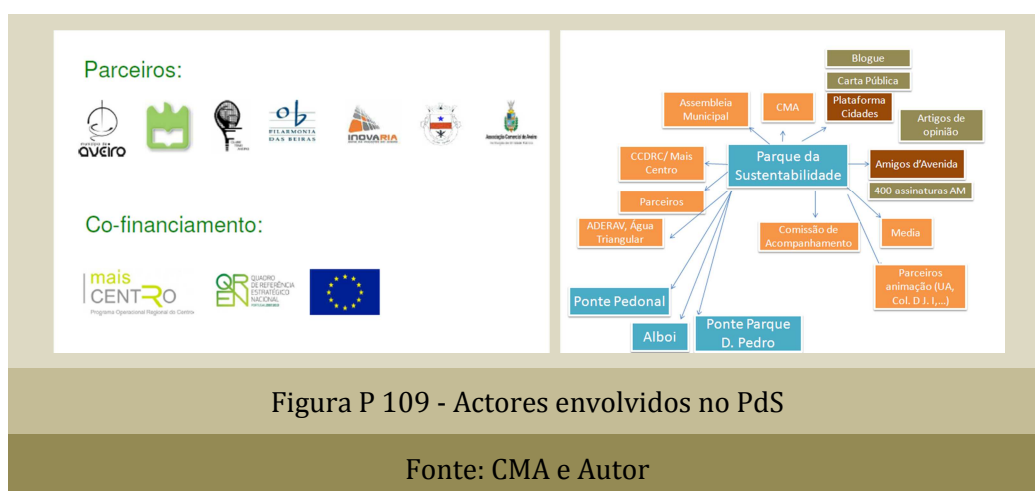 Parceiros:
município de
aveiro
ob
FILARMONIA
DAS BEIRAS
INOVARIA
Associação Comercial de Aveiro
Co-financiamento:
mais
CENTRO
Programa Operacional Regional do Centro
QREN
QUADRO
DE REFERÊNCIA
ESTRATÉGICO
NACIONAL
Blogue
Carta Pública
Assembleia
Municipal
CMA
Plataforma
Cidades
Artigos de
opinião
CCDRC/ Mais
Centro
Parque da
Sustentabilidade
Amigos d'Avenida
400 assinaturas AM
Parceiros
ADERAV, Água
Triangular
Comissão de
Acompanhamento
Media
Parceiros
animação (UA,
Col. D J. I,...)
Ponte Pedonal
Alboi
Ponte Parque
D. Pedro
Figura P 109 - Actores envolvidos no PdS
Fonte: CMA e Autor